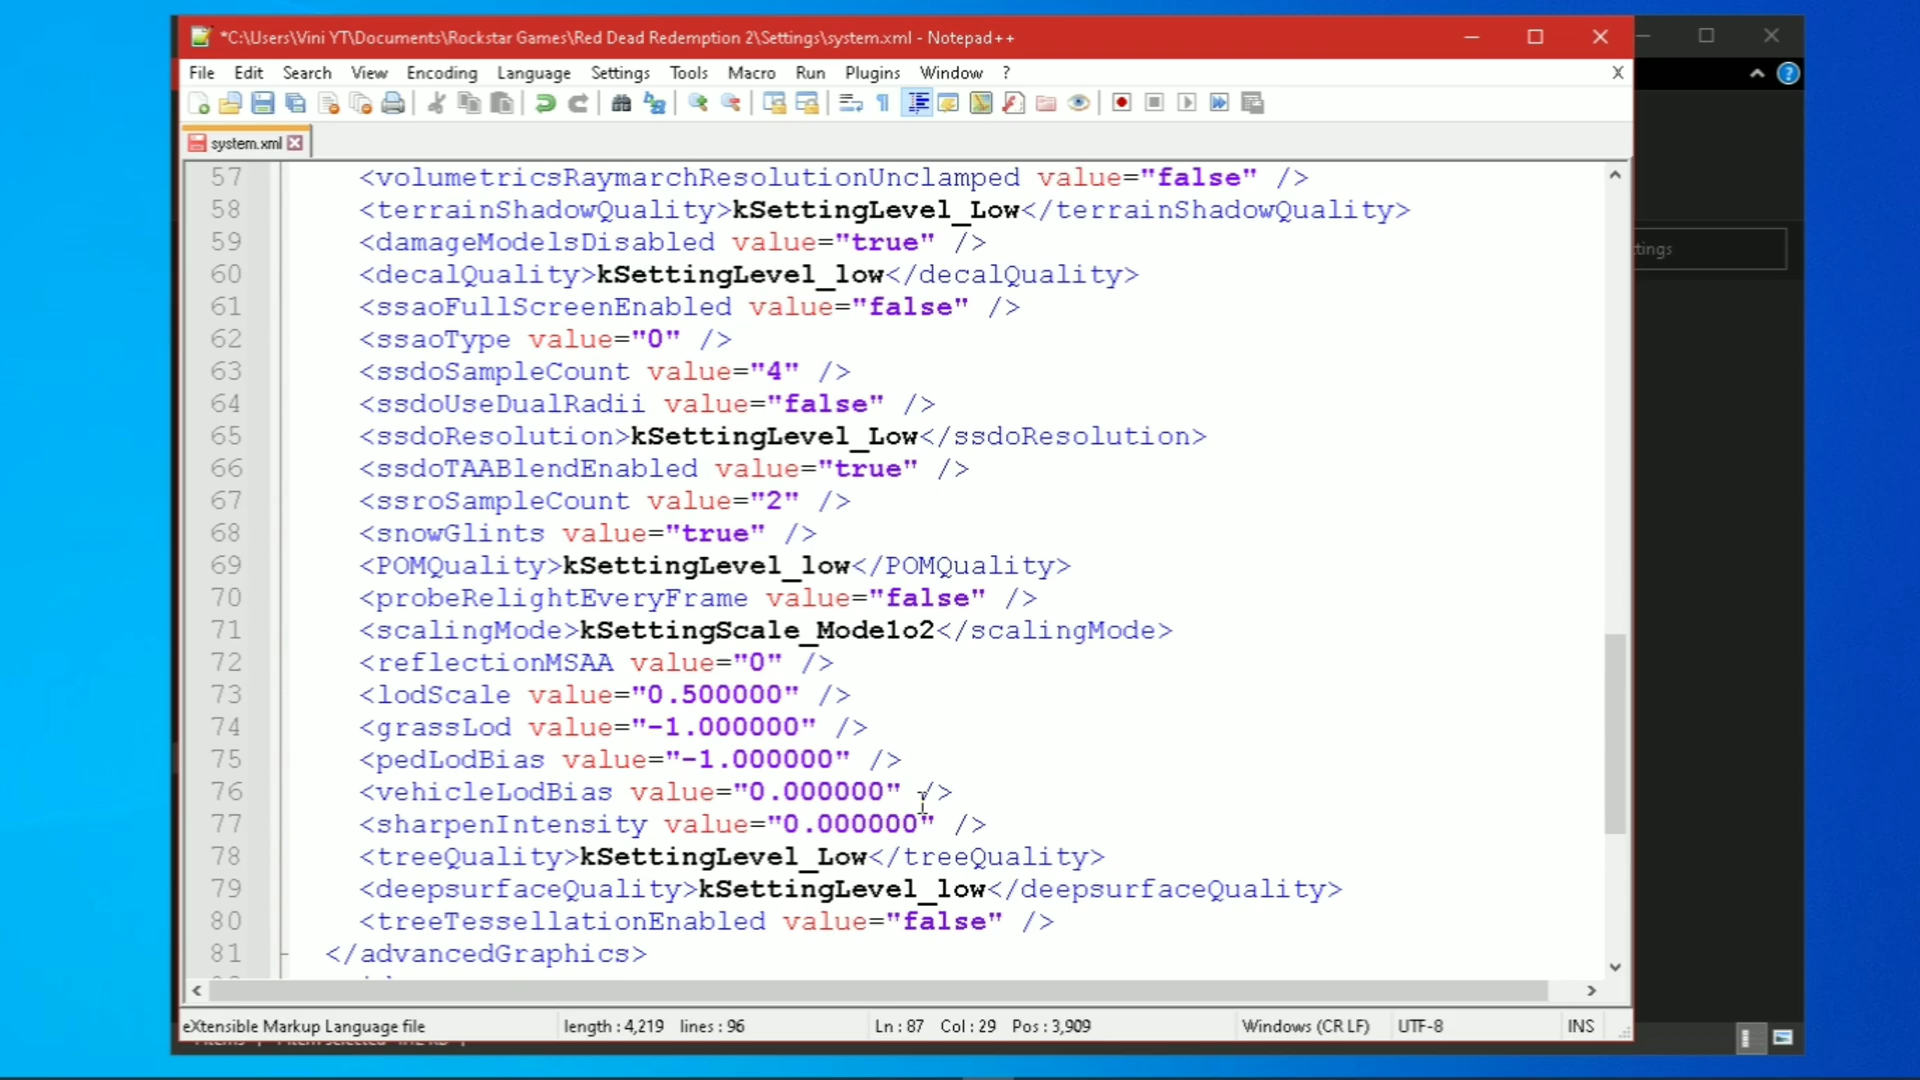 *C:\Users\Vini YT\Documents\Rockstar Games\Red Dead Redemption 2\Settings\system.xml - Notepad++
File Edit Search View Encoding Language Settings Tools Macro Run Plugins Window ? X
system.xml
57 <volumetricsRaymarchResolutionUnclamped value="false" />
58 <terrainShadowQuality>kSettingLevel_Low</terrainShadowQuality>
59 <damageModelsDisabled value="true" />
60 <decalQuality>kSettingLevel_low</decalQuality>
61 <ssaoFullScreenEnabled value="false" />
62 <ssaoType value="0" />
63 <ssdoSampleCount value="4" />
64 <ssdoUseDualRadii value="false" />
65 <ssdoResolution>kSettingLevel_Low</ssdoResolution>
66 <ssdoTAABlendEnabled value="true" />
67 <ssroSampleCount value="2" />
68 <snowGlints value="true" />
69 <POMQuality>kSettingLevel_low</POMQuality>
70 <probeRelightEveryFrame value="false" />
71 <scalingMode>kSettingScale_Mode1o2</scalingMode>
72 <reflectionMSAA value="0" />
73 <lodScale value="0.500000" />
74 <grassLod value="-1.000000" />
75 <pedLodBias value="-1.000000" />
76 <vehicleLodBias value="0.000000" />
77 <sharpenIntensity value="0.000000" />
78 <treeQuality>kSettingLevel_Low</treeQuality>
79 <deepsurfaceQuality>kSettingLevel_low</deepsurfaceQuality>
80 <treeTessellationEnabled value="false" />
81 </advancedGraphics>
eXtensible Markup Language file length : 4,219 lines : 96 Ln : 87 Col : 29 Pos : 3,909 Windows (CR LF) UTF-8 INS